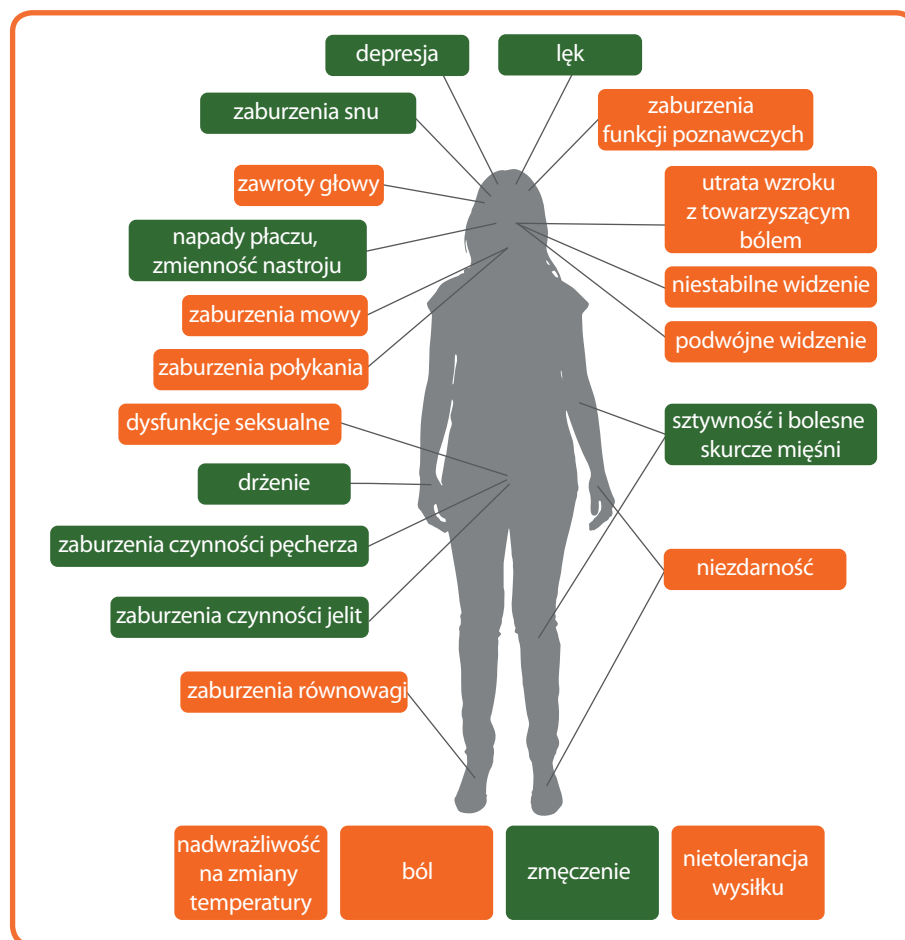 depresja
lęk
zaburzenia snu
zaburzenia
funkcji poznawczych
zawroty głowy
utrata wzroku
z towarzyszącym
bólem
napady płaczu,
zmienność nastroju
niestabilne widzenie
zaburzenia mowy
podwójne widzenie
zaburzenia połykania
dysfunkcje seksualne
sztywność i bolesne
skurcze mięśni
drżenie
zaburzenia czynności pęcherza
niezdarność
zaburzenia czynności jelit
zaburzenia równowagi
nadwrażliwość
na zmiany
temperatury
ból
zmęczenie
nietolerancja
wysiłku